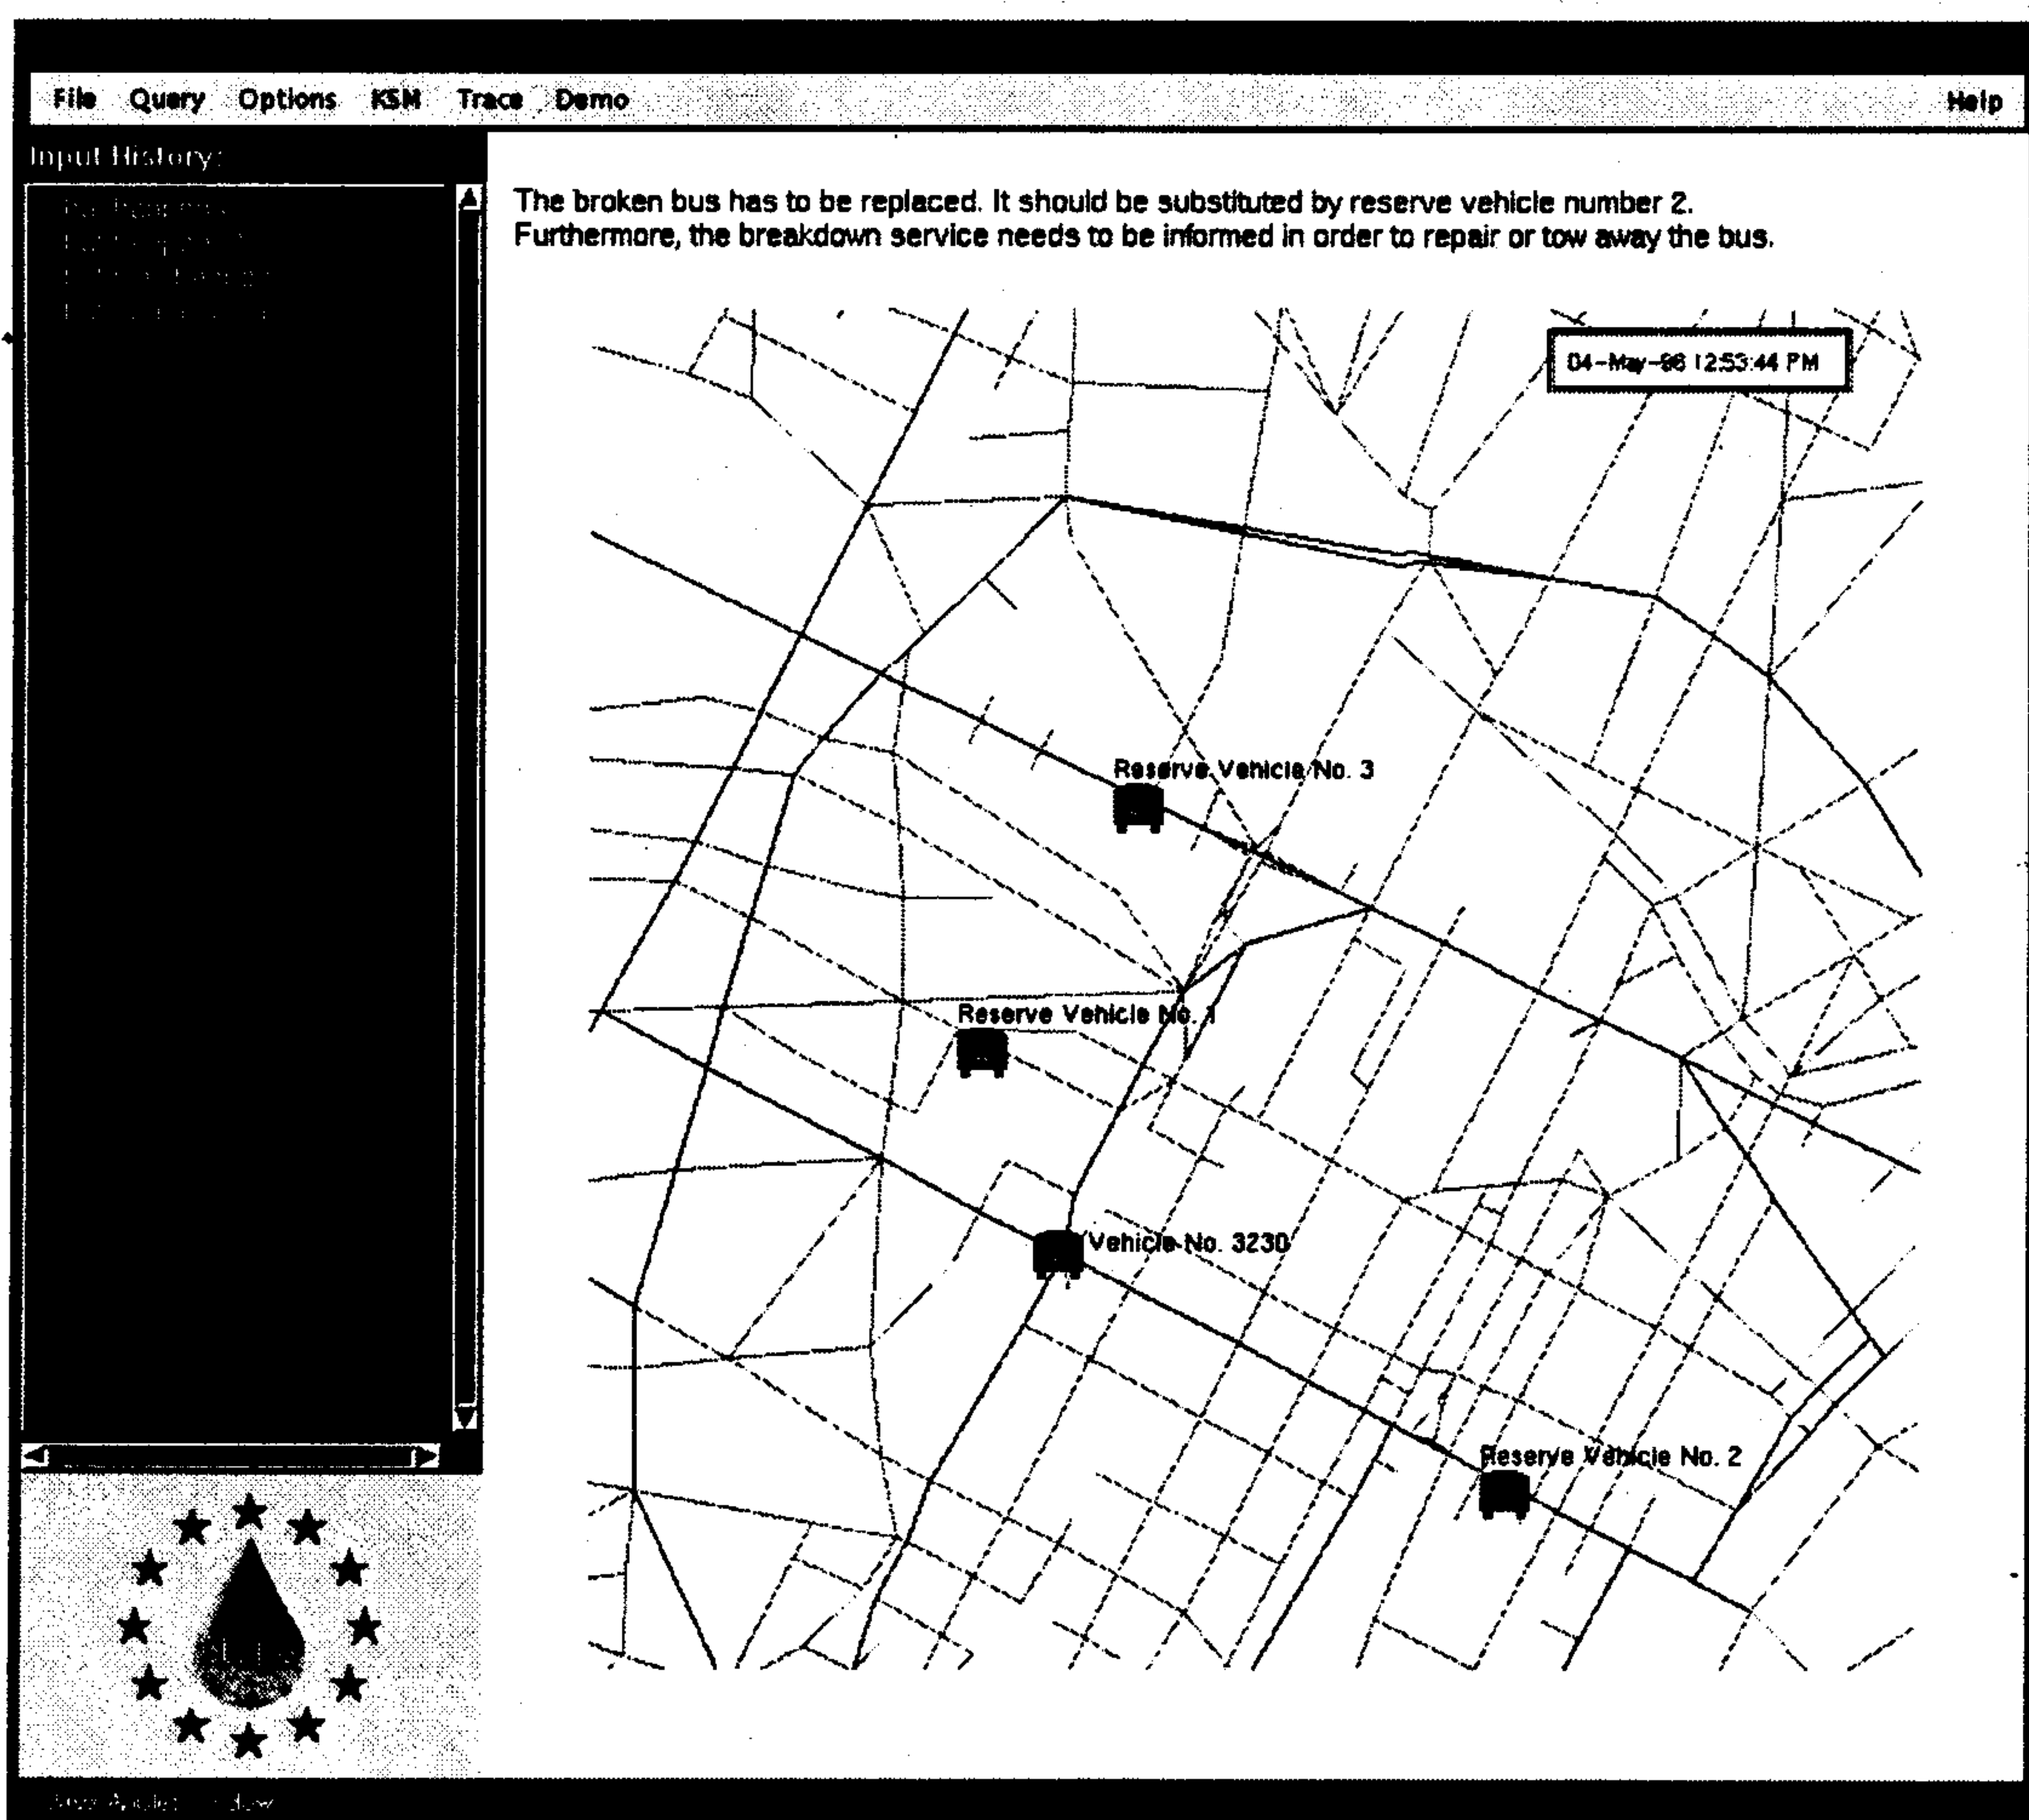 File Query Options KSM Trace Demo Help
Input History:
The broken bus has to be replaced. It should be substituted by reserve vehicle number 2.
Furthermore, the breakdown service needs to be informed in order to repair or tow away the bus.
04-May-96 12:53:44 PM
Reserve Vehicle No. 3
Reserve Vehicle No. 1
Vehicle No. 3230
Reserve Vehicle No. 2